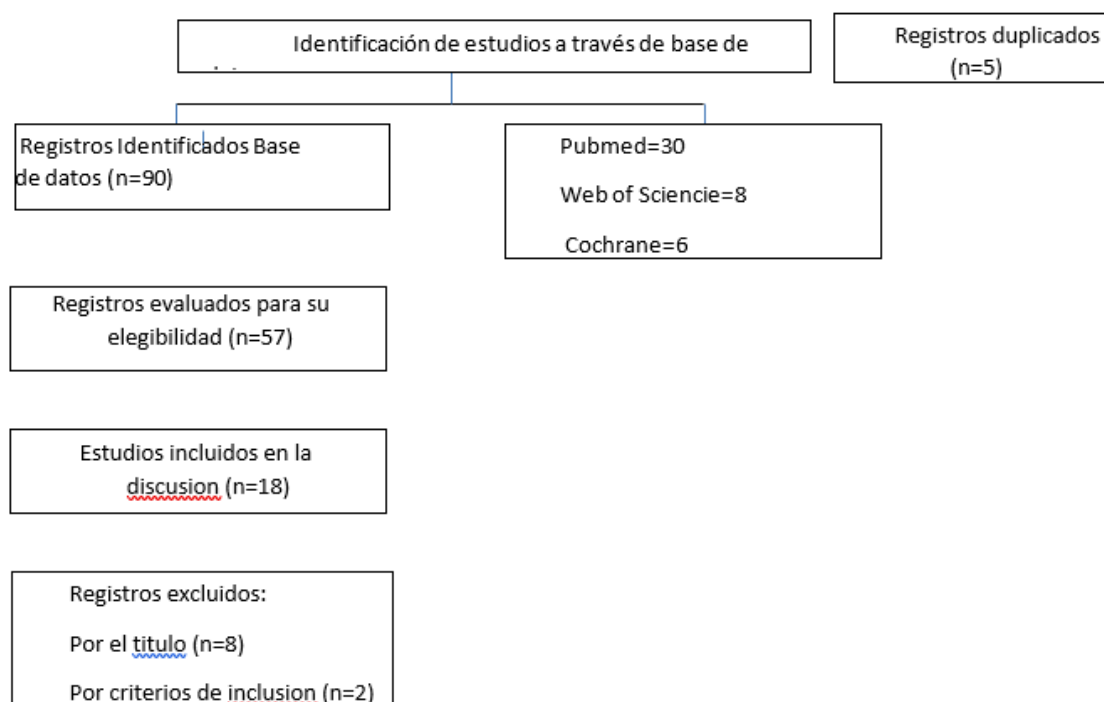 Identificación de estudios a través de base de
Registros duplicados
(n=5)
Registros Identificados Base
de datos (n=90)
Pubmed=30
Web of Sciencie=8
Cochrane=6
Registros evaluados para su
elegibilidad (n=57)
Estudios incluidos en la
discusion (n=18)
Registros excluidos:
Por el titulo (n=8)
Por criterios de inclusion (n=2)